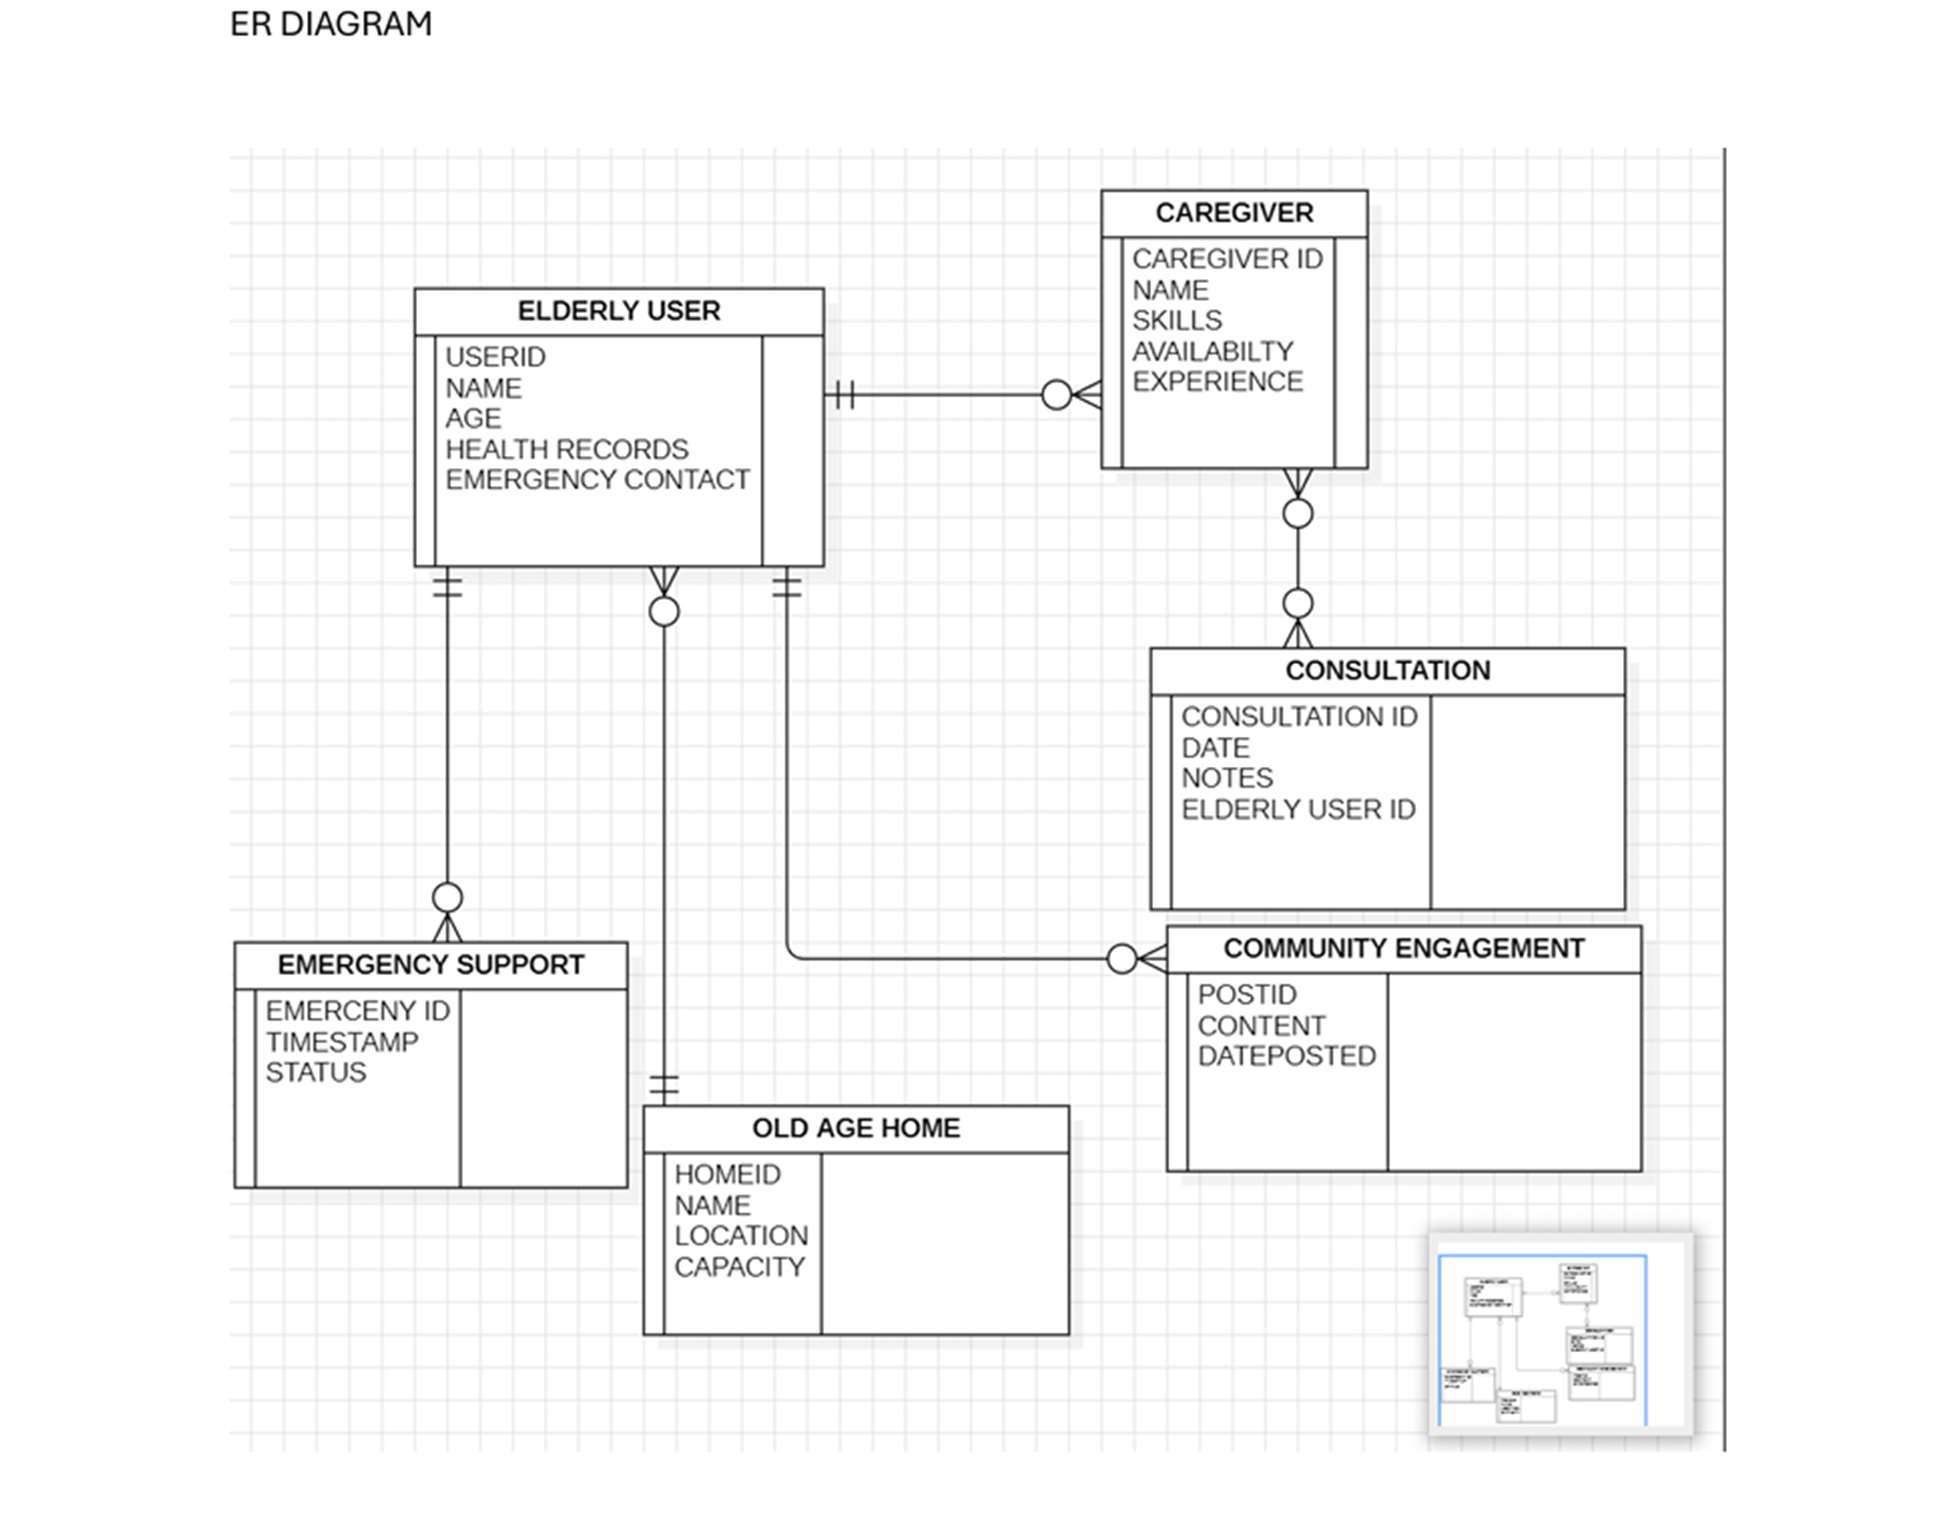 ER DIAGRAM
CAREGIVER
CAREGIVER ID
NAME
SKILLS
AVAILABILTY
EXPERIENCE
ELDERLY USER
USERID
NAME
AGE
HEALTH RECORDS
EMERGENCY CONTACT
CONSULTATION
CONSULTATION ID
DATE
NOTES
ELDERLY USER ID
EMERGENCY SUPPORT
EMERCENY ID
TIMESTAMP
STATUS
COMMUNITY ENGAGEMENT
POSTID
CONTENT
DATEPOSTED
OLD AGE HOME
HOMEID
NAME
LOCATION
CAPACITY